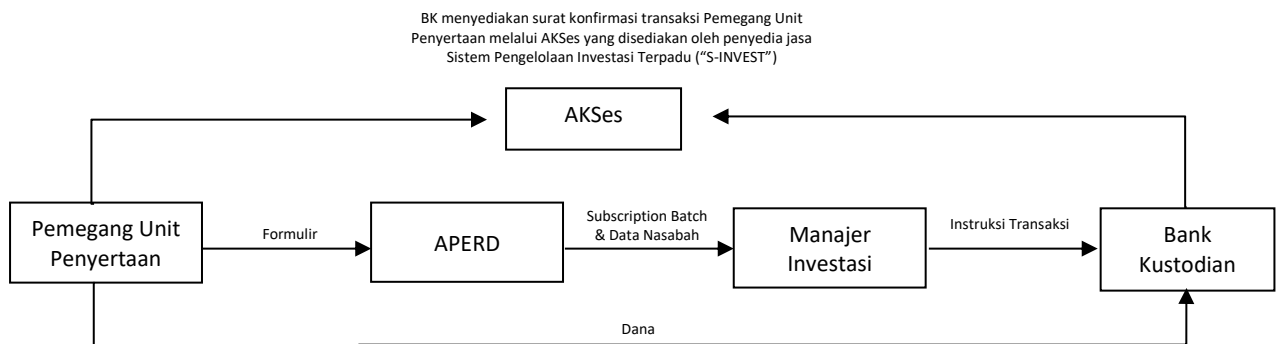 BK menyediakan surat konfirmasi transaksi Pemegang Unit
Penyertaan melalui AKSes yang disediakan oleh penyedia jasa
Sistem Pengelolaan Investasi Terpadu (“S-INVEST”)
AKSes
Pemegang Unit
Penyertaan
Formulir
APERD
Subscription Batch
& Data Nasabah
Manajer
Investasi
Instruksi Transaksi
Bank
Kustodian
Dana